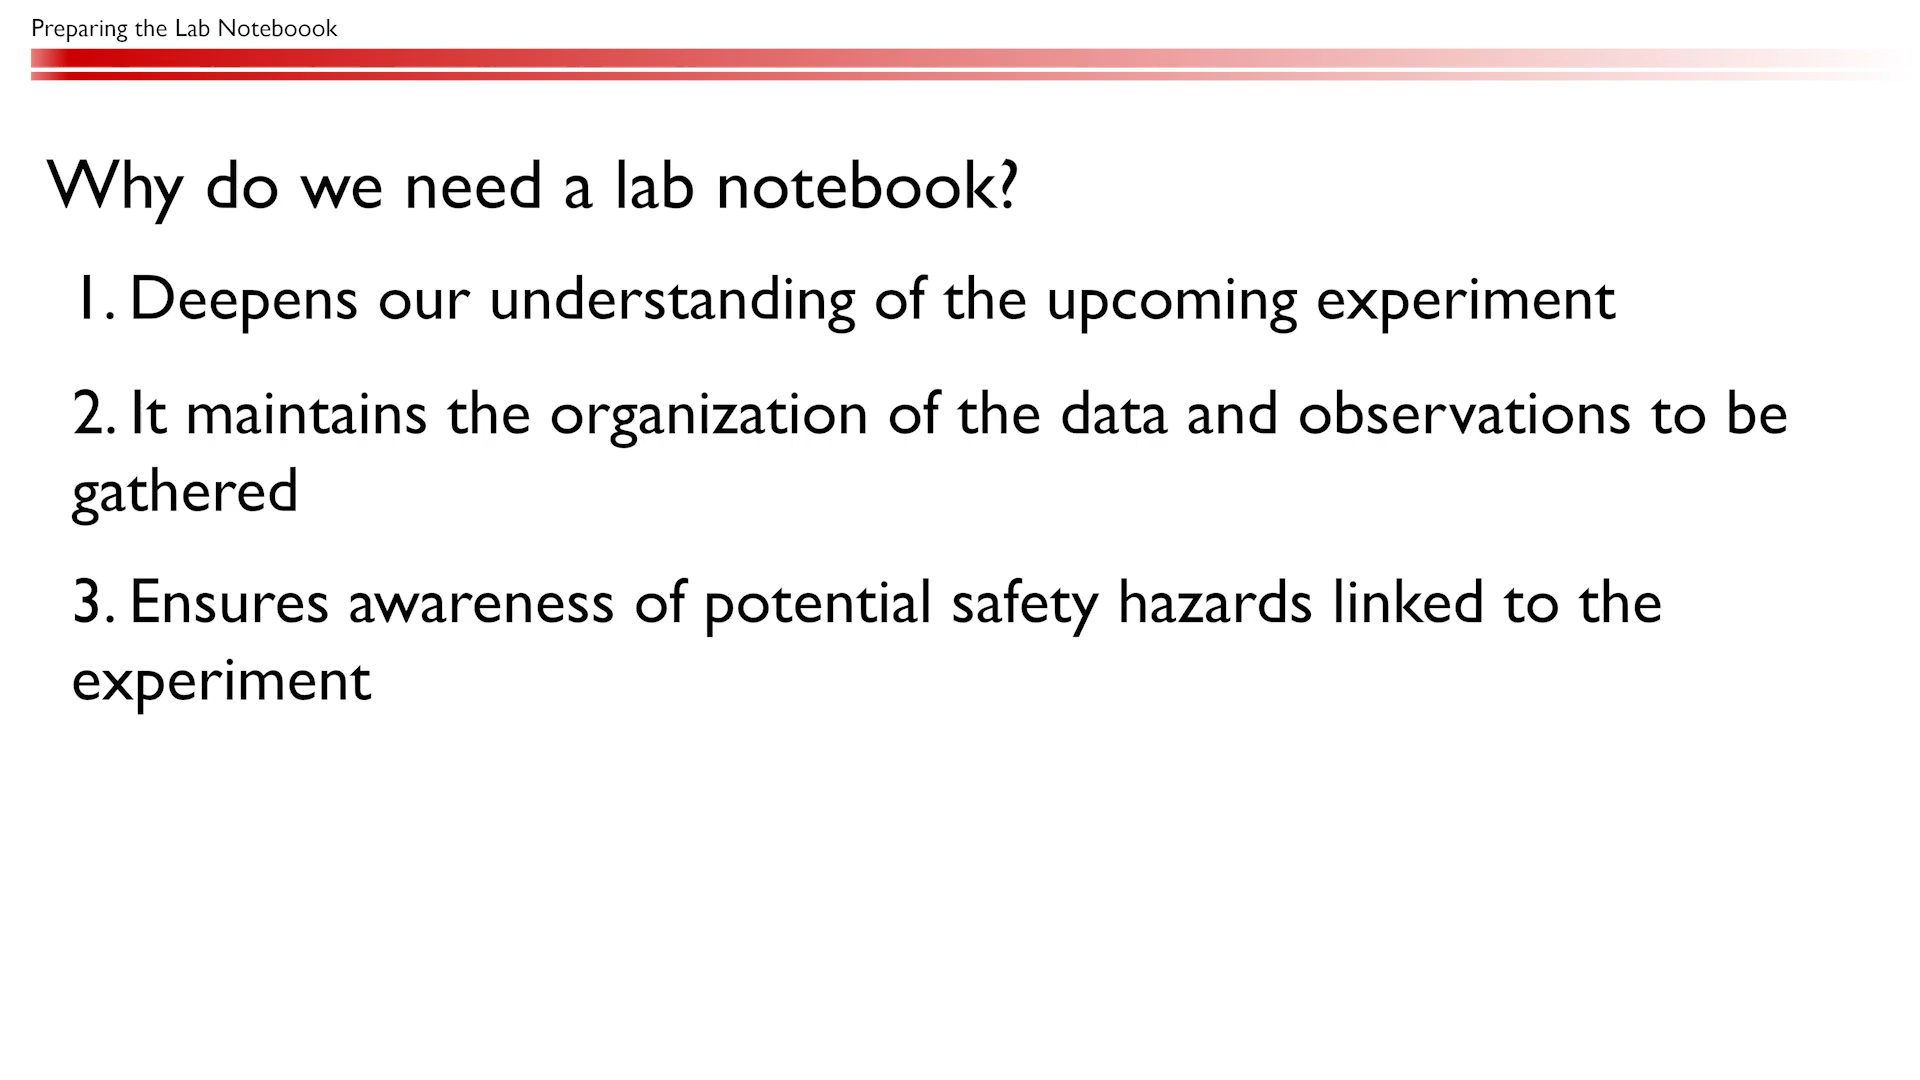 Preparing the Lab Noteboook
Why do we need a lab notebook?
1. Deepens our understanding of the upcoming experiment
2. It maintains the organization of the data and observations to be
gathered
3. Ensures awareness of potential safety hazards linked to the
experiment